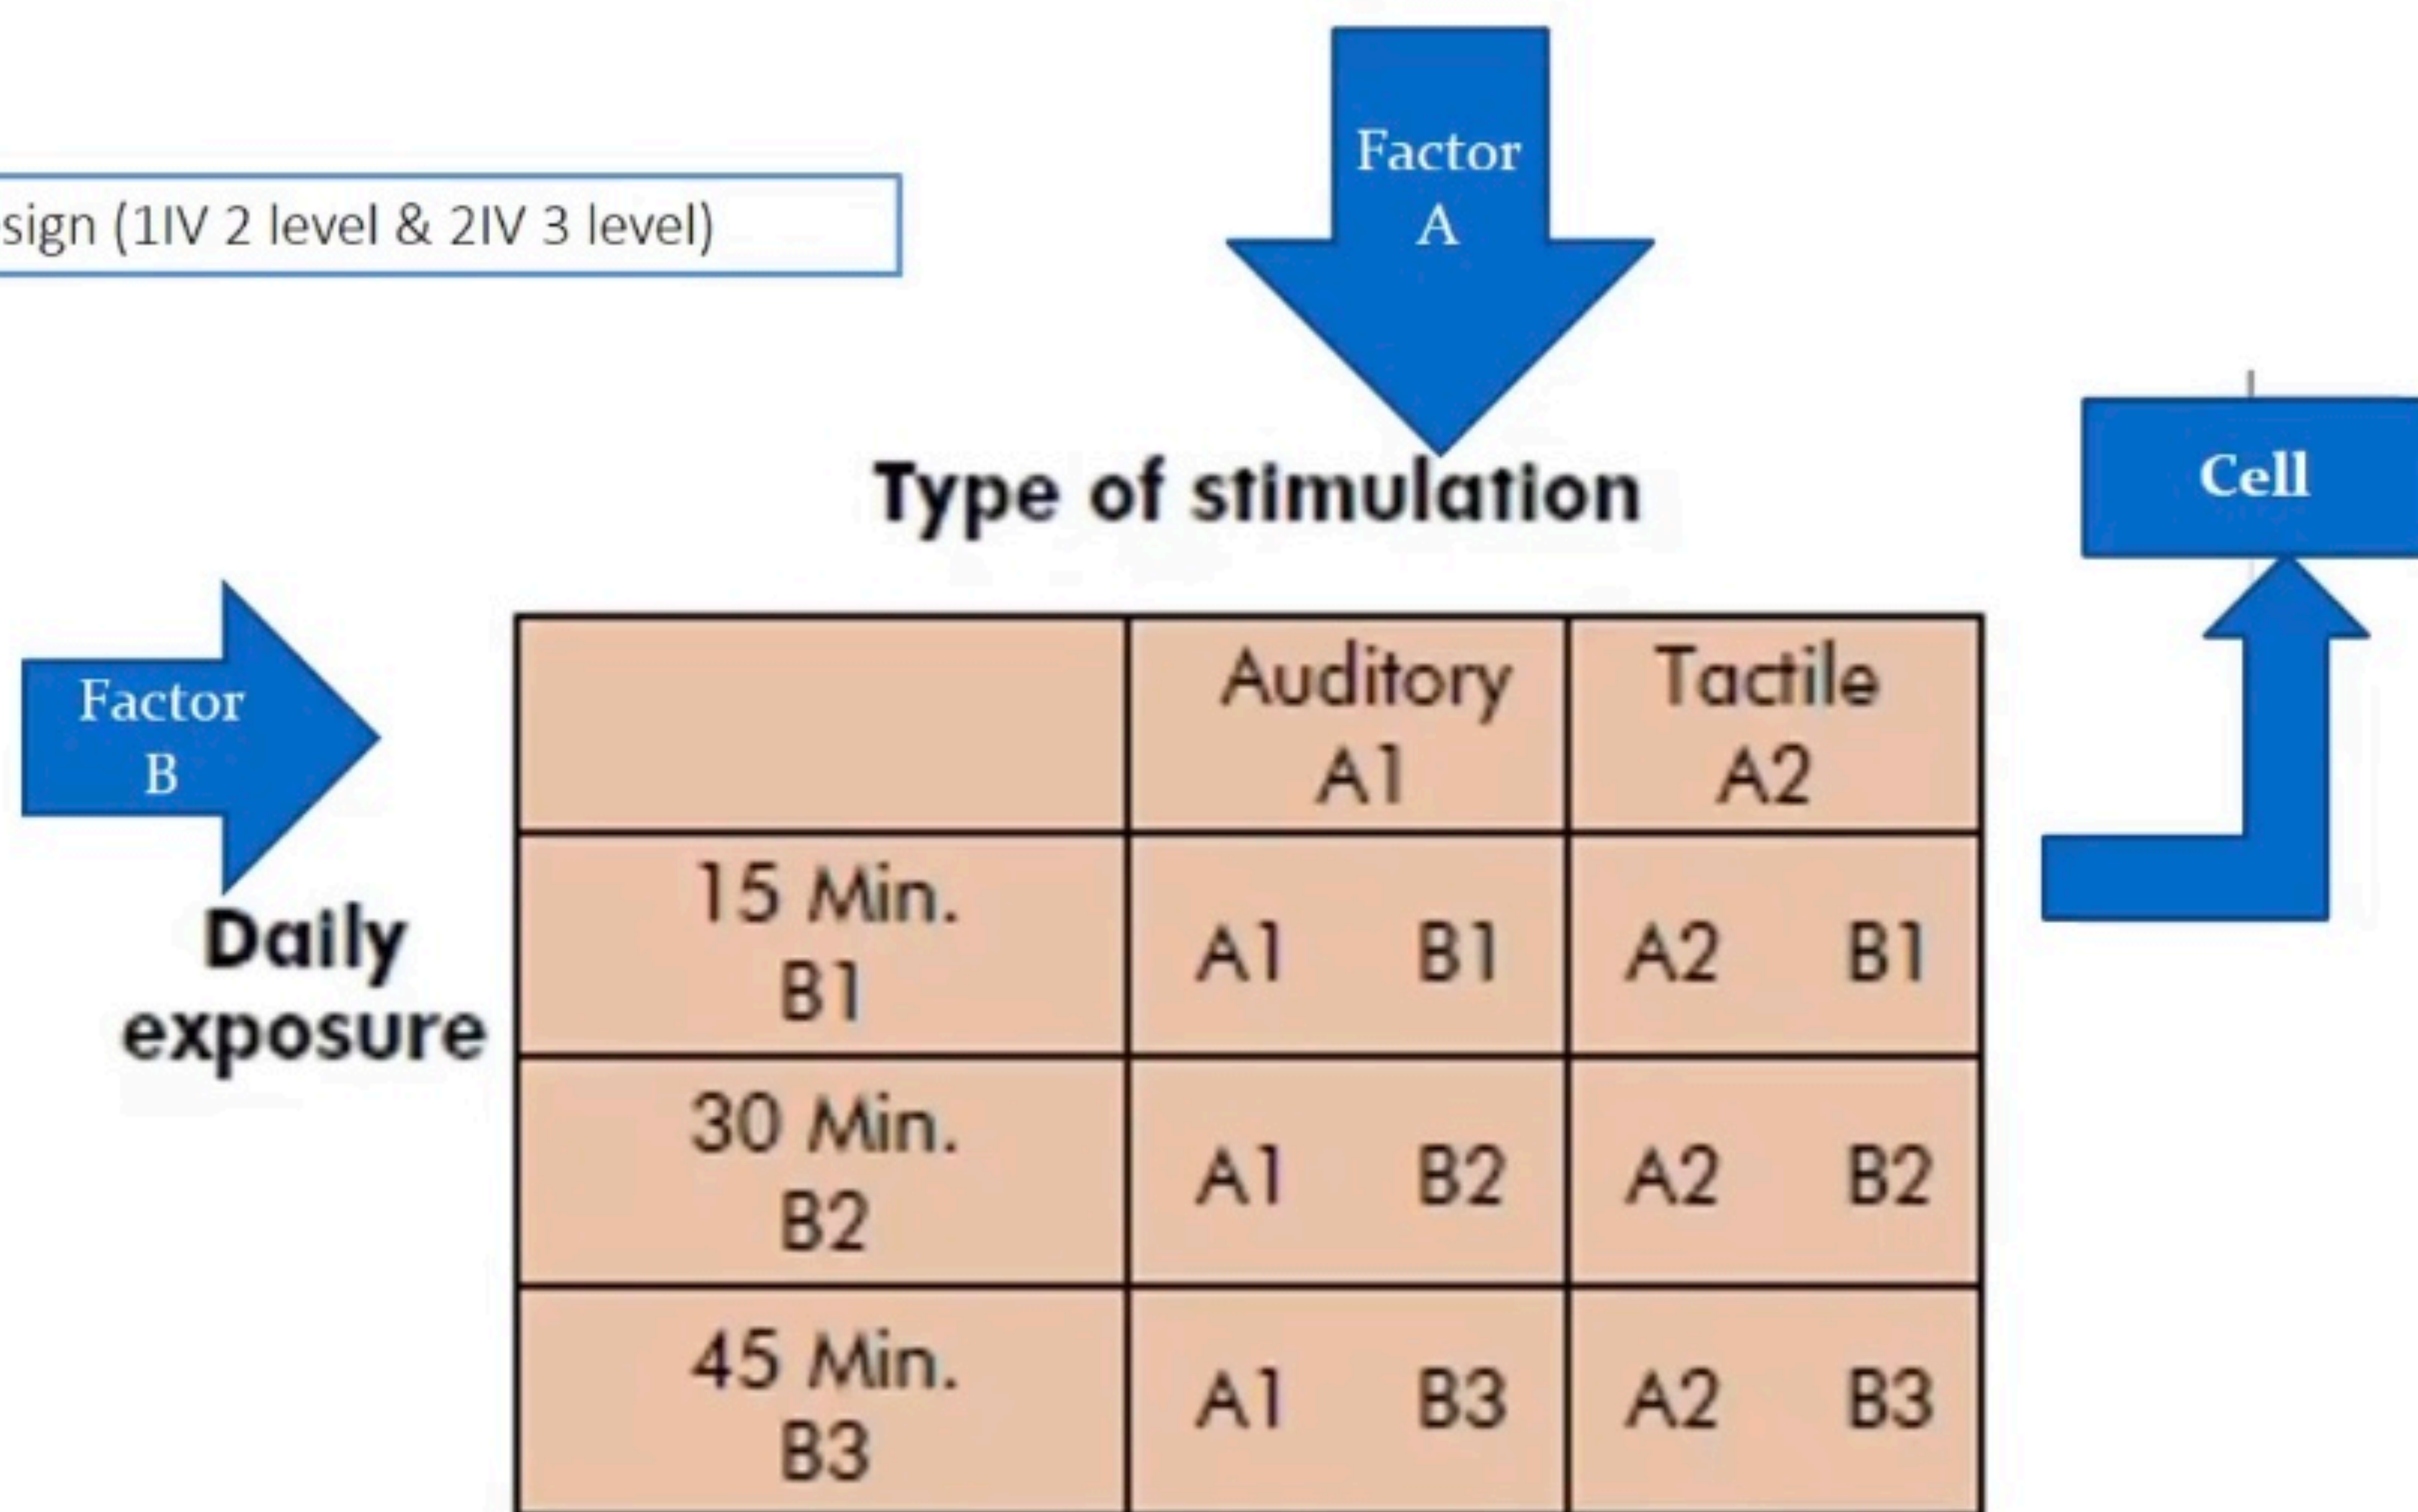 Factor
A
sign (1IV 2 level & 2IV 3 level)
Type of stimulation
Cell
Factor
B
Daily
exposure
Auditory Tactile
A1 A2
15 Min.
B1
A1 B1 A2 B1
30 Min.
B2
A1 B2 A2 B2
45 Min.
B3
A1 B3 A2 B3